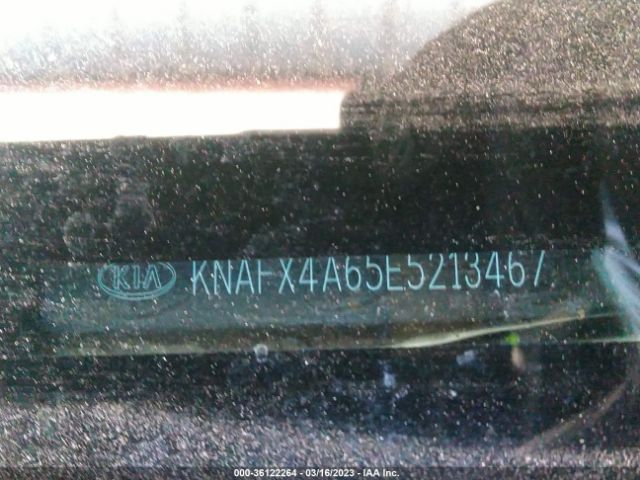 KIA KNAFX4A65E5213467
000-36122264 - 03/16/2023 - IAA Inc.